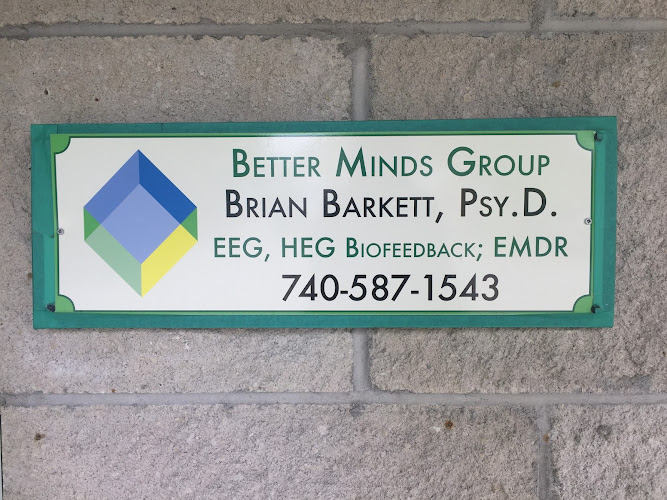 Better Minds Group
Brian Barkett, Psy.D.
EEG, HEG Biofeedback; EMDR
740-587-1543